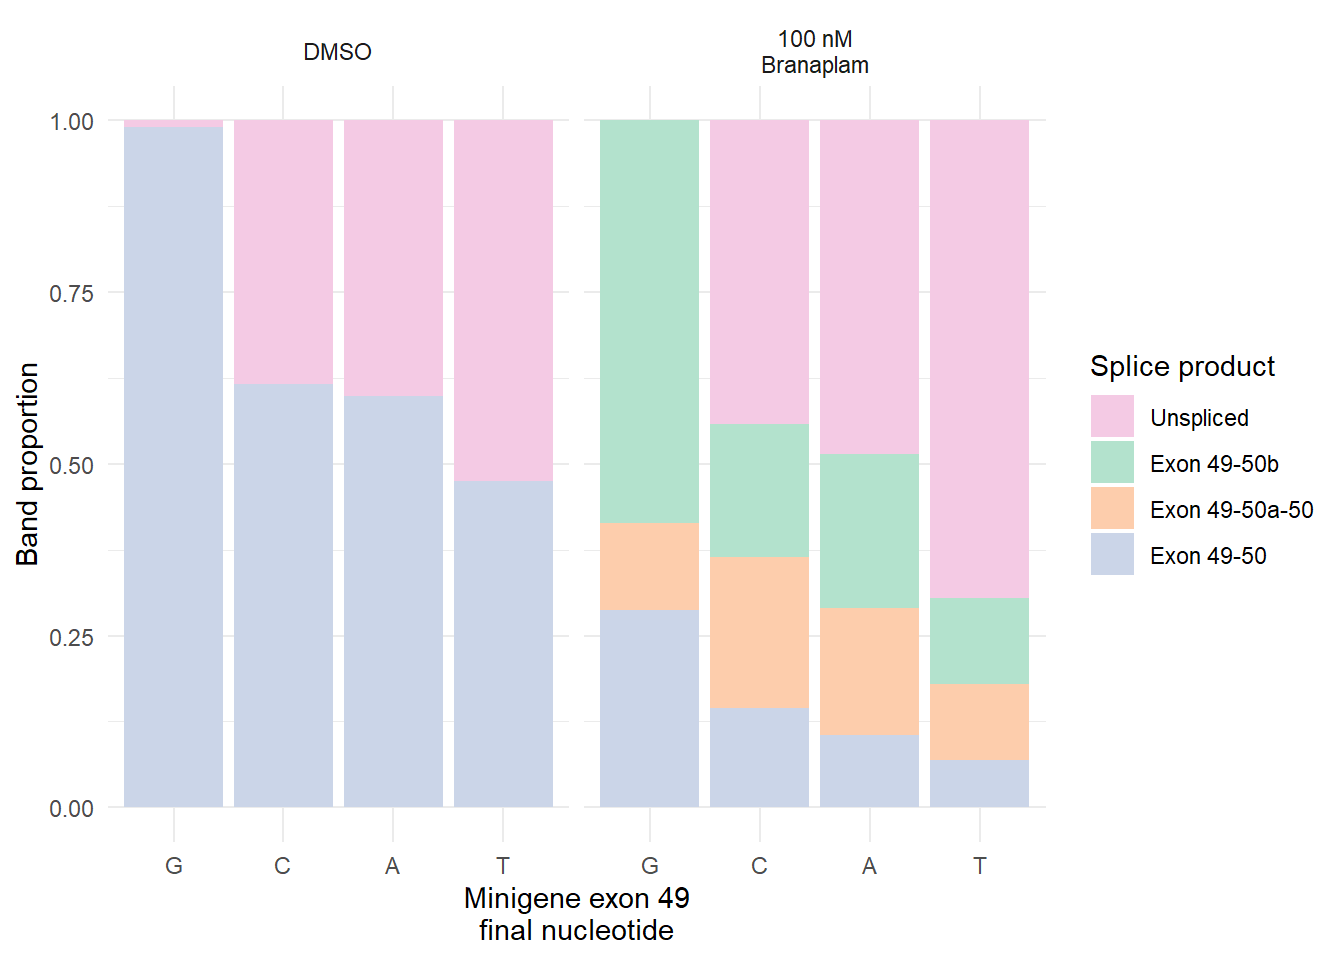 DMSO
100 nM
Branaplam
Band proportion
1.00
0.75
0.50
0.25
0.00
G C A T
G C A T
Minigene exon 49
final nucleotide
Splice product
Unspliced
Exon 49-50b
Exon 49-50a-50
Exon 49-50